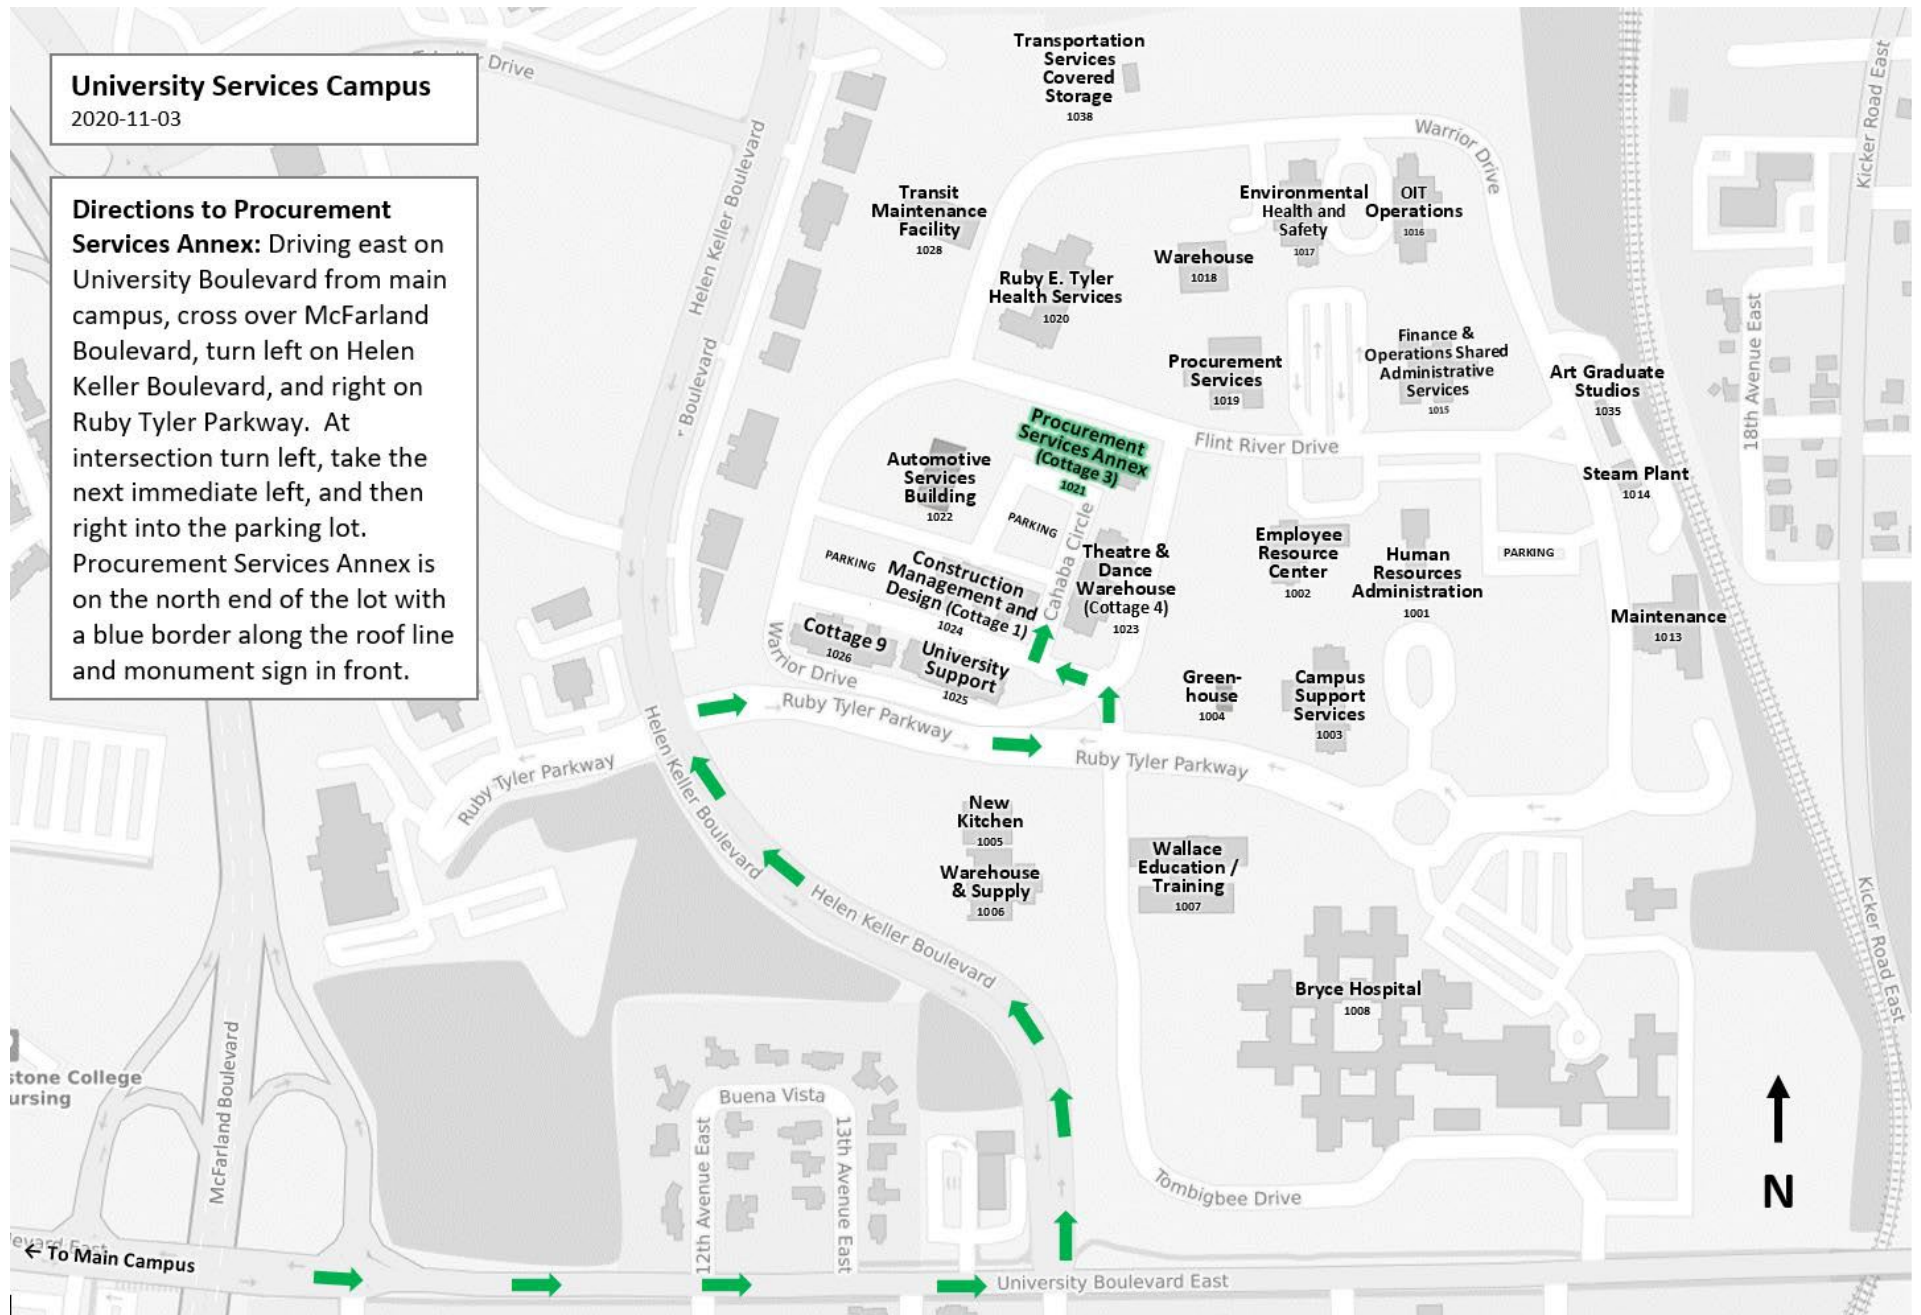 University Services Campus
2020-11-03
Directions to Procurement
Services Annex: Driving east on
University Boulevard from main
campus, cross over McFarland
Boulevard, turn left on Helen
Keller Boulevard, and right on
Ruby Tyler Parkway.  At
intersection turn left, take the
next immediate left, and then
right into the parking lot.
Procurement Services Annex is
on the north end of the lot with
a blue border along the roof line
and monument sign in front.
Drive
Transportation
Services
Covered
Storage
1038
Warrior Drive
Kicker Road East
Helen Keller Boulevard
Transit
Maintenance
Facility
1028
Environmental
Health and
Safety
1017
OIT
Operations
1016
Warehouse
1018
Ruby E. Tyler
Health Services
1020
Boulevard
Procurement
Services
1019
Finance &
Operations Shared
Administrative
Services
1015
Art Graduate
Studios
1035
18th Avenue East
Procurement
Services Annex
(Cottage 3)
1021
Flint River Drive
Automotive
Services
Building
1022
Steam Plant
1014
PARKING
PARKING
Cahaba Circle
Theatre &
Dance
Warehouse
(Cottage 4)
1023
Employee
Resource
Center
1002
Human
Resources
Administration
1001
PARKING
Construction
Management and
Design (Cottage 1)
1024
Maintenance
1013
Cottage 9
1026
University
Support
1025
Warrior Drive
Green-
house
1004
Campus
Support
Services
1003
Ruby Tyler Parkway
Ruby Tyler Parkway
Ruby Tyler Parkway
Helen Keller Boulevard
New
Kitchen
1005
Warehouse
& Supply
1006
Wallace
Education /
Training
1007
Helen Keller Boulevard
Kicker Road East
Bryce Hospital
1008
stone College
ursing
McFarland Boulevard
Buena Vista
12th Avenue East
13th Avenue East
Tombigbee Drive
N
← To Main Campus
University Boulevard East